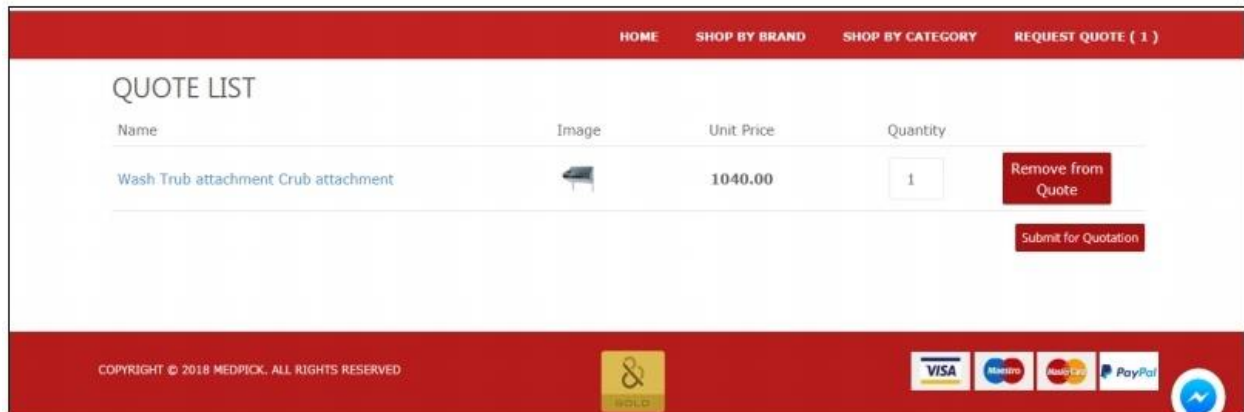 HOME SHOP BY BRAND SHOP BY CATEGORY REQUEST QUOTE ( 1 )
QUOTE LIST
Name Image Unit Price Quantity
Wash Trub attachment Crub attachment 1040.00 1 Remove from
Quote
Submit for Quotation
COPYRIGHT © 2018 MEDPICK. ALL RIGHTS RESERVED
&
GOLD
VISA Maestro MasterCard PayPal